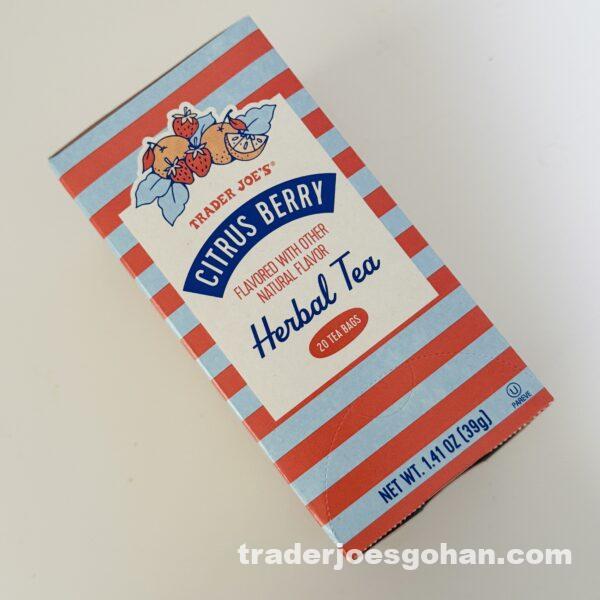 TRADER JOE'S®
CITRUS BERRY
FLAVORED WITH OTHER
NATURAL FLAVOR
Herbal Tea
20 TEA BAGS
U
PAREVE
NET WT. 1.41 OZ (39g)
traderjoesgohan.com